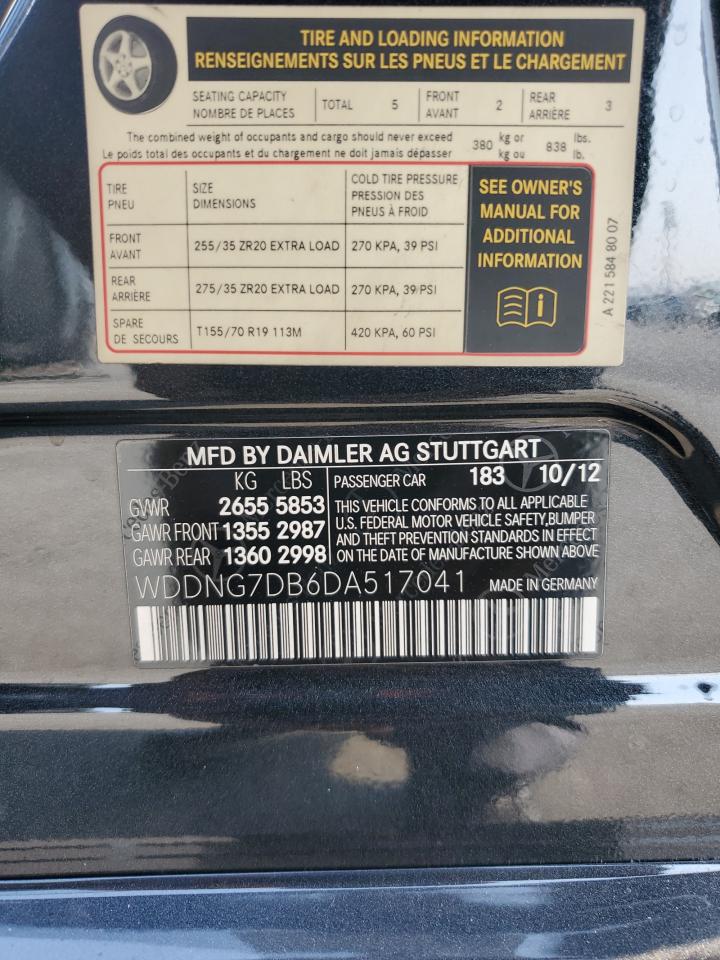 TIRE AND LOADING INFORMATION
RENSEIGNEMENTS SUR LES PNEUS ET LE CHARGEMENT
SEATING CAPACITY TOTAL 5 FRONT 2 REAR 3
NOMBRE DE PLACES AVANT ARRIÈRE
The combined weight of occupants and cargo should never exceed 380 kg or 838 lbs.
Le poids total des occupants et du chargement ne doit jamais dépasser kg ou lb.
TIRE SIZE COLD TIRE PRESSURE
PNEU DIMENSIONS PRESSION DES
PNEUS À FROID
FRONT 255/35 ZR20 EXTRA LOAD 270 KPA, 39 PSI
AVANT
REAR 275/35 ZR20 EXTRA LOAD 270 KPA, 39 PSI
ARRIÈRE
SPARE T155/70 R19 113M 420 KPA, 60 PSI
DE SECOURS
SEE OWNER'S
MANUAL FOR
ADDITIONAL
INFORMATION
i
A 221 584 80 07
MFD BY DAIMLER AG STUTTGART
KG LBS PASSENGER CAR 183 10/12
GVWR 2655 5853
GAWR FRONT 1355 2987
GAWR REAR 1360 2998
THIS VEHICLE CONFORMS TO ALL APPLICABLE
U.S. FEDERAL MOTOR VEHICLE SAFETY,BUMPER
AND THEFT PREVENTION STANDARDS IN EFFECT
ON THE DATE OF MANUFACTURE SHOWN ABOVE
WDDNG7DB6DA517041 MADE IN GERMANY